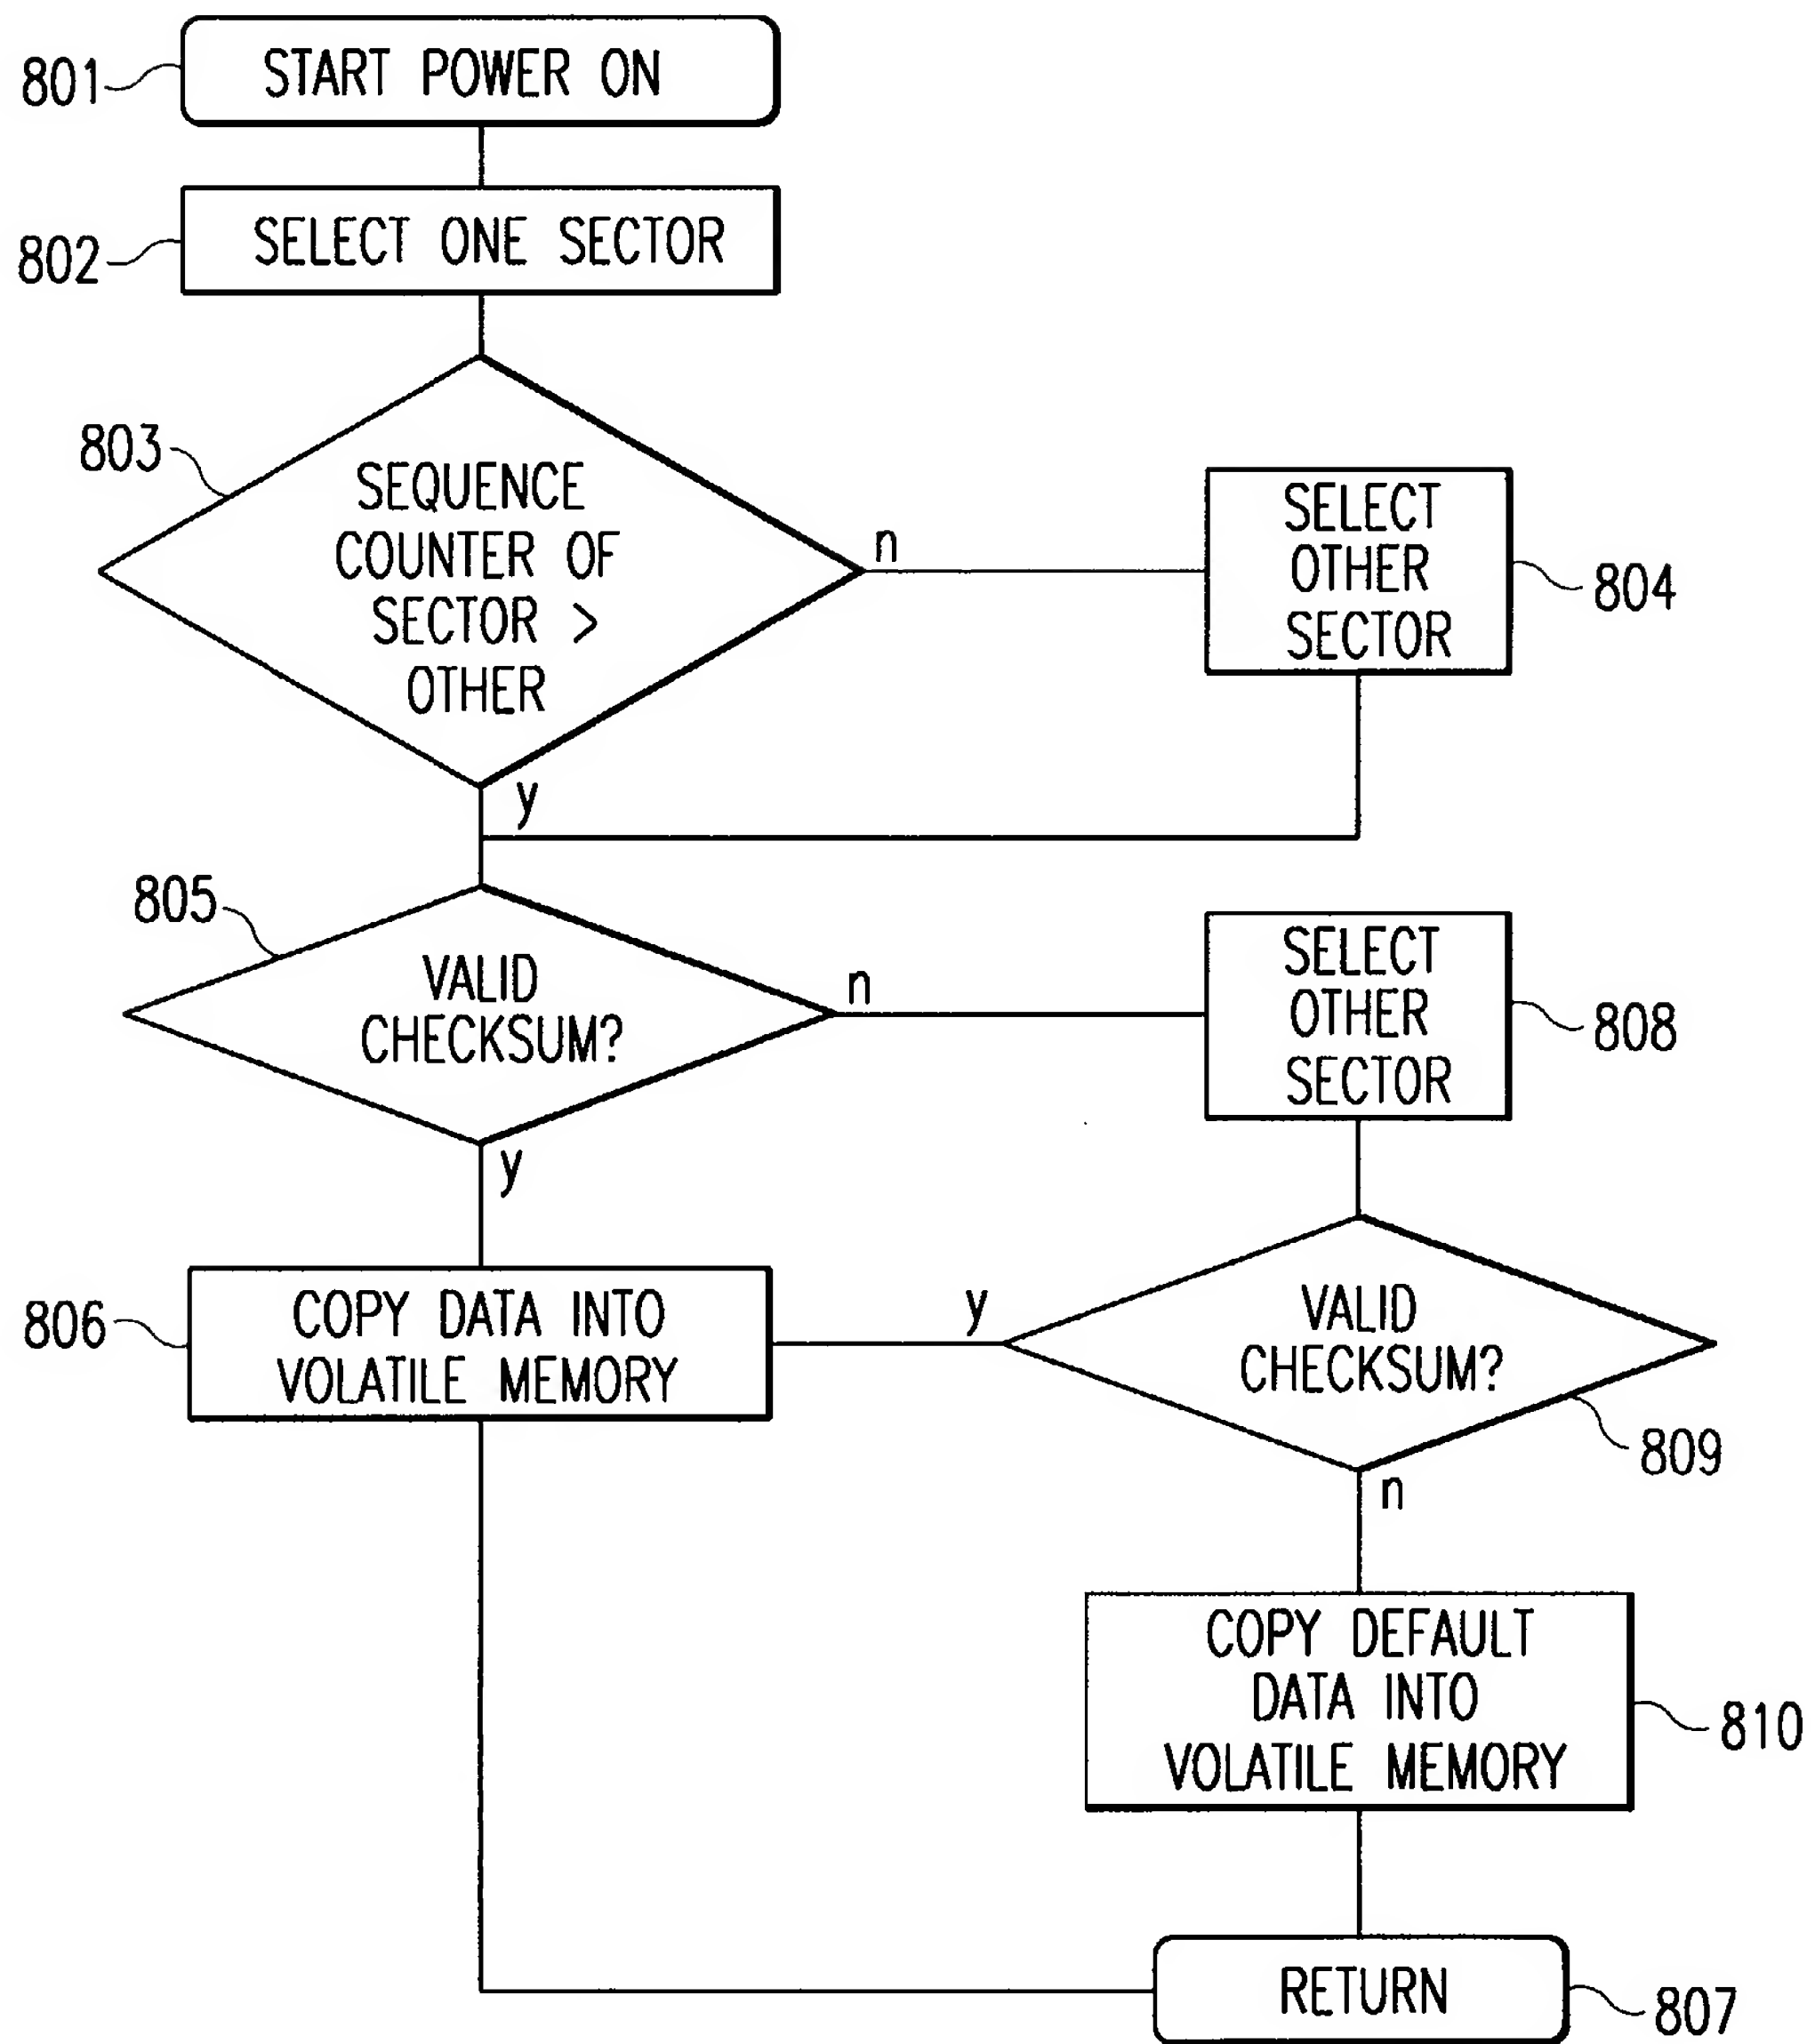 801
START POWER ON
802
SELECT ONE SECTOR
803
SEQUENCE
COUNTER OF
SECTOR >
OTHER
n
y
SELECT
OTHER
SECTOR
804
805
VALID
CHECKSUM?
n
y
SELECT
OTHER
SECTOR
808
806
COPY DATA INTO
VOLATILE MEMORY
y
VALID
CHECKSUM?
809
n
COPY DEFAULT
DATA INTO
VOLATILE MEMORY
810
RETURN
807